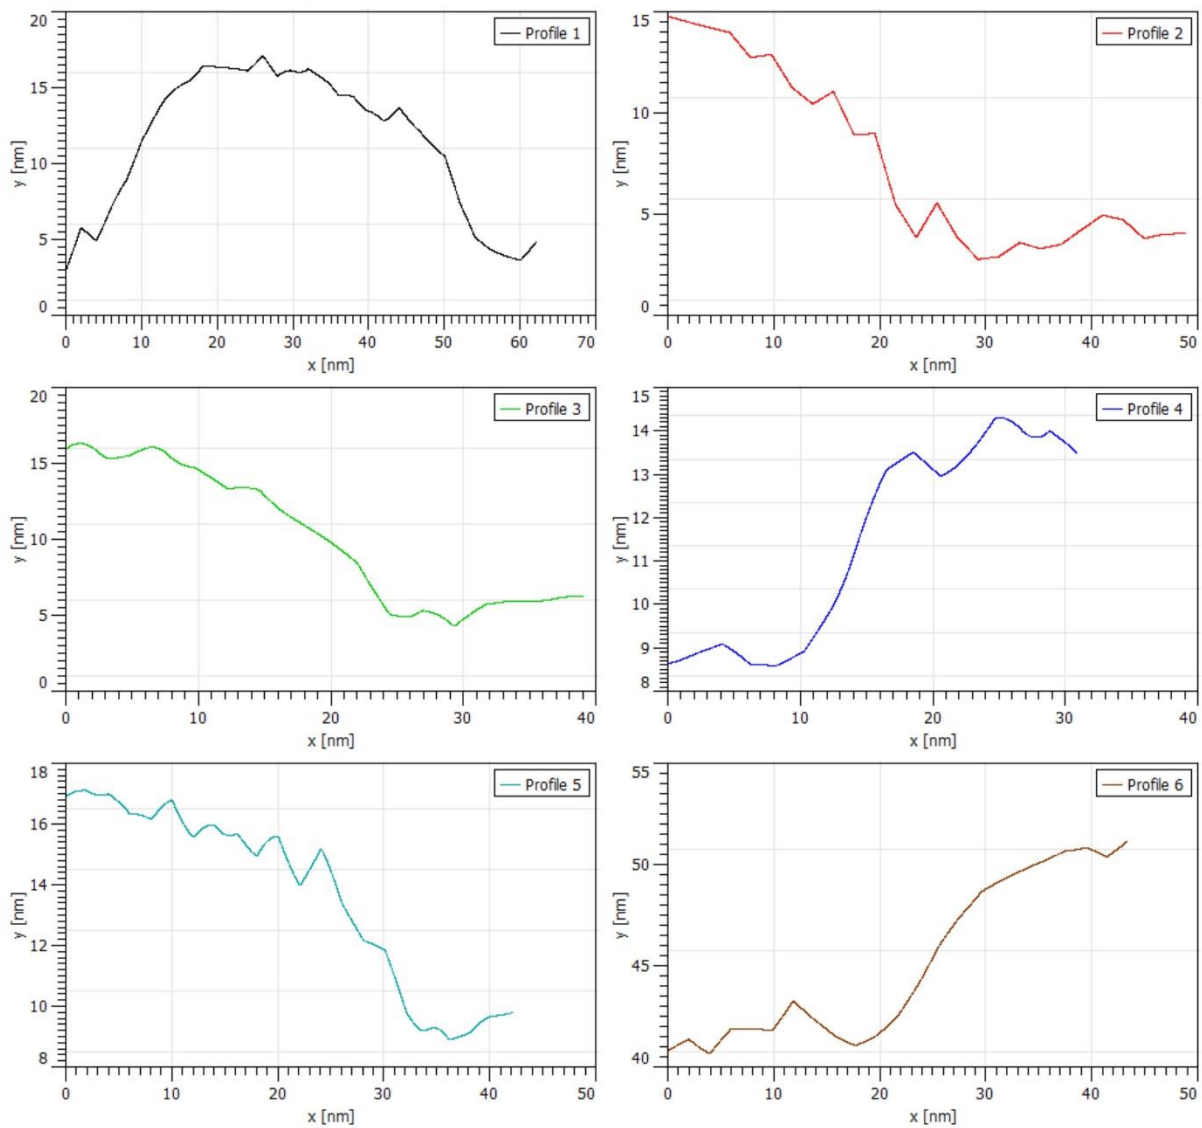 20
15
10
5
0
y [nm]
Profile 1
0 10 20 30 40 50 60 70
x [nm]
15
10
5
0
y [nm]
Profile 2
0 10 20 30 40 50
x [nm]
20
15
10
5
0
y [nm]
Profile 3
0 10 20 30 40
x [nm]
15
14
13
12
11
10
9
8
y [nm]
Profile 4
0 10 20 30 40
x [nm]
18
16
14
12
10
8
y [nm]
Profile 5
0 10 20 30 40 50
x [nm]
55
50
45
40
y [nm]
Profile 6
0 10 20 30 40 50
x [nm]